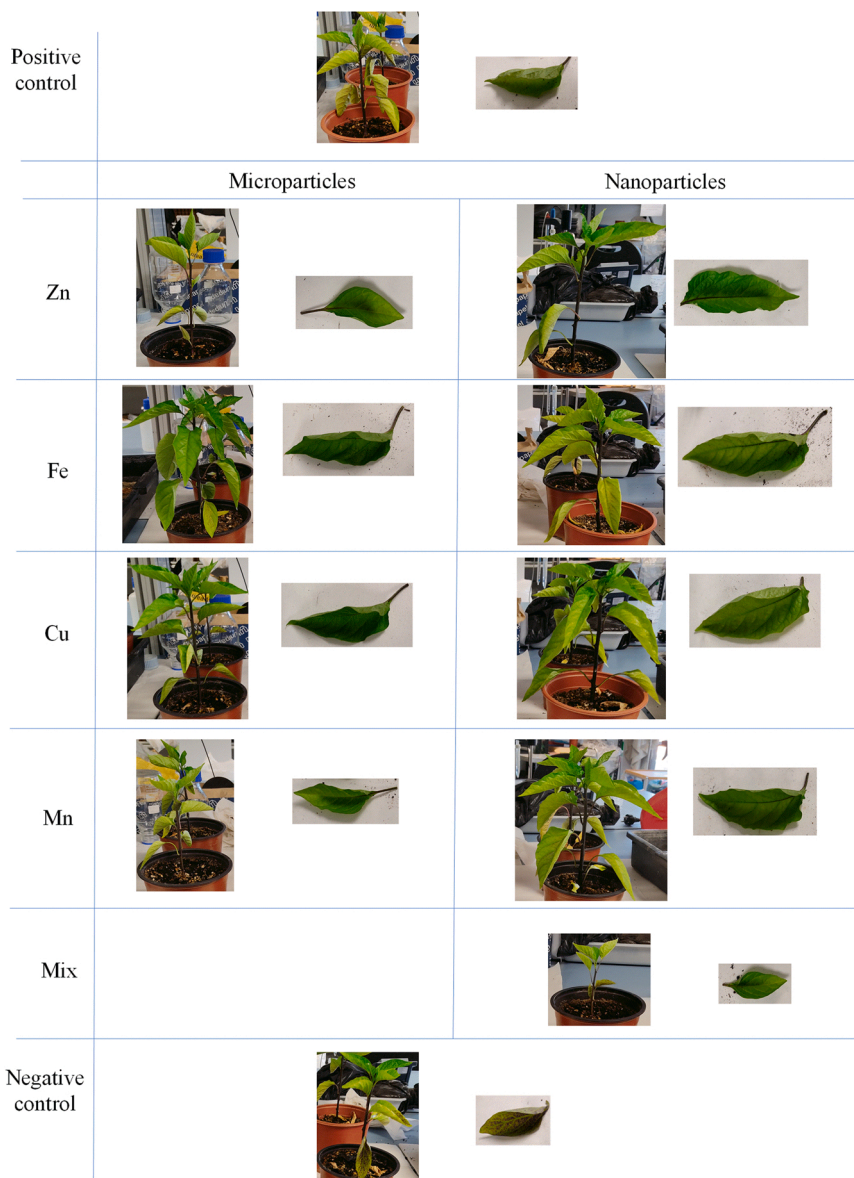 Positive
control
Microparticles
Nanoparticles
Zn
Fe
Cu
Mn
Mix
Negative
control